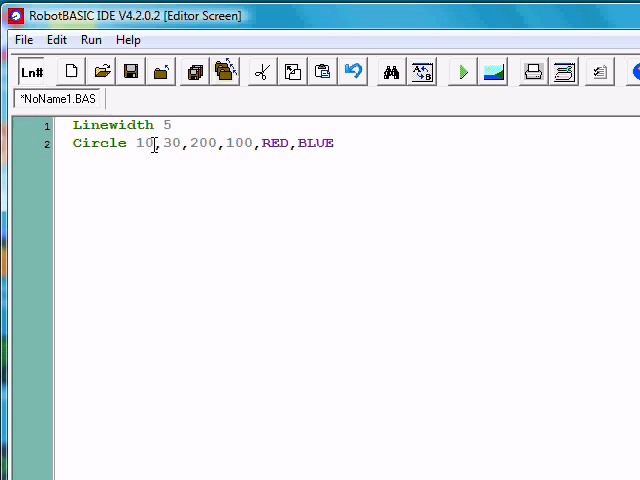 RobotBASIC IDE V4.2.0.2 [Editor Screen]
File Edit Run Help
Ln#
*NoName1.BAS
1 Linewidth 5
2 Circle 10,30,200,100,RED,BLUE